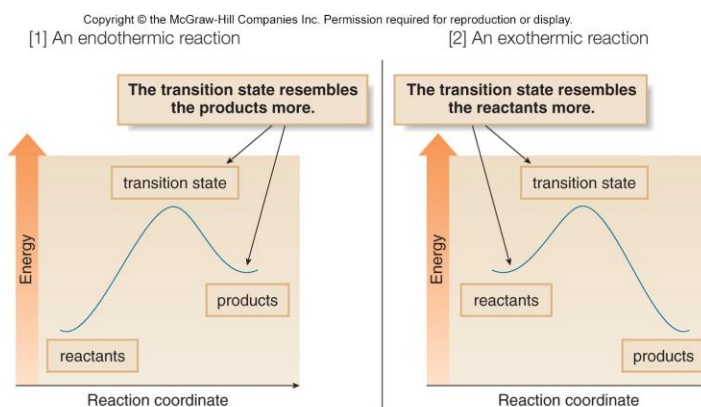 Copyright © the McGraw-Hill Companies Inc. Permission required for reproduction or display.
[1] An endothermic reaction
The transition state resembles
the products more.
transition state
Energy
products
reactants
Reaction coordinate
[2] An exothermic reaction
The transition state resembles
the reactants more.
transition state
Energy
reactants
products
Reaction coordinate